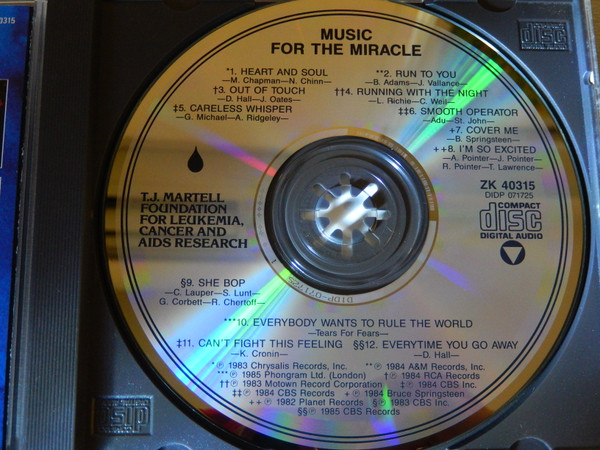 0315
MUSIC
FOR THE MIRACLE
*1. HEART AND SOUL
—M. Chapman—N. Chinn—
**2. RUN TO YOU
—B. Adams—J. Vallance—
†3. OUT OF TOUCH
—D. Hall—J. Oates—
††4. RUNNING WITH THE NIGHT
—L. Richie—C. Weil—
‡5. CARELESS WHISPER
—G. Michael—A. Ridgeley—
‡‡6. SMOOTH OPERATOR
—Adu—St. John—
+7. COVER ME
—B. Springsteen—
++8. I'M SO EXCITED
—A. Pointer—J. Pointer—
R. Pointer—T. Lawrence—
ZK 40315
DIDP 071725
COMPACT
disc
DIGITAL AUDIO
T.J. MARTELL
FOUNDATION
FOR LEUKEMIA,
CANCER AND
AIDS RESEARCH
§9. SHE BOP
—C. Lauper—S. Lunt—
G. Corbett—R. Chertoff—
***10. EVERYBODY WANTS TO RULE THE WORLD
—Tears For Fears—
‡11. CAN'T FIGHT THIS FEELING
—K. Cronin—
§§12. EVERYTIME YOU GO AWAY
—D. Hall—
*℗ 1983 Chrysalis Records, Inc. **℗ 1984 A&M Records, Inc.
***℗ 1985 Phongram Ltd. (London) †℗ 1984 RCA Records
††℗ 1983 Motown Record Corporation ‡℗ 1984 CBS Inc.
‡‡℗ 1984 CBS Records +℗ 1984 Bruce Springsteen
++℗ 1982 Planet Records §℗ 1983 CBS Inc.
§§℗ 1985 CBS Records
disc
disc